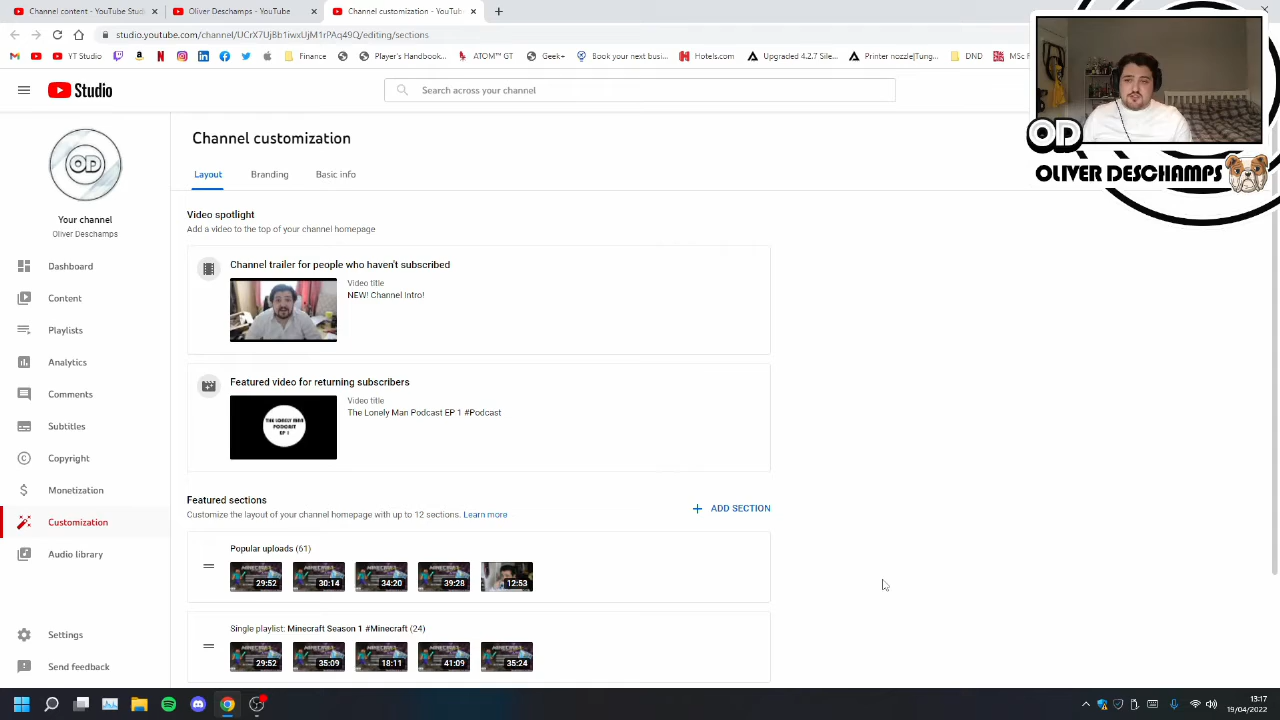 Channel content - YouTube Studi
Oliver Deschamps - YouTube
Channel customization - YouTub
studio.youtube.com/channel/UCrX7UjBb1iwxUjM1rPAq49Q/editing/sections
YT Studio
Finance
Player's Handbook...
ATOM™ GT
Geek+
Book your next busi...
Hotels.com
Upgraded 4.2.7 Sile...
Printer nozzle|Tung...
DND
MSc F
Studio
Search across your channel
OD
OLIVER DESCHAMPS
OD
Your channel
Oliver Deschamps
Dashboard
Content
Playlists
Analytics
Comments
Subtitles
Copyright
Monetization
Customization
Audio library
Settings
Send feedback
Channel customization
Layout
Branding
Basic info
Video spotlight
Add a video to the top of your channel homepage
Channel trailer for people who haven't subscribed
Video title
NEW! Channel Intro!
Featured video for returning subscribers
THE LONELY MAN
PODCAST
EP 1
Video title
The Lonely Man Podcast EP 1 #Podcast
Featured sections
ADD SECTION
Customize the layout of your channel homepage with up to 12 sections. Learn more
Popular uploads (61)
29:52
30:14
34:20
39:28
12:53
Single playlist: Minecraft Season 1 #Minecraft (24)
29:52
35:09
18:11
41:09
35:24
13:17
19/04/2022